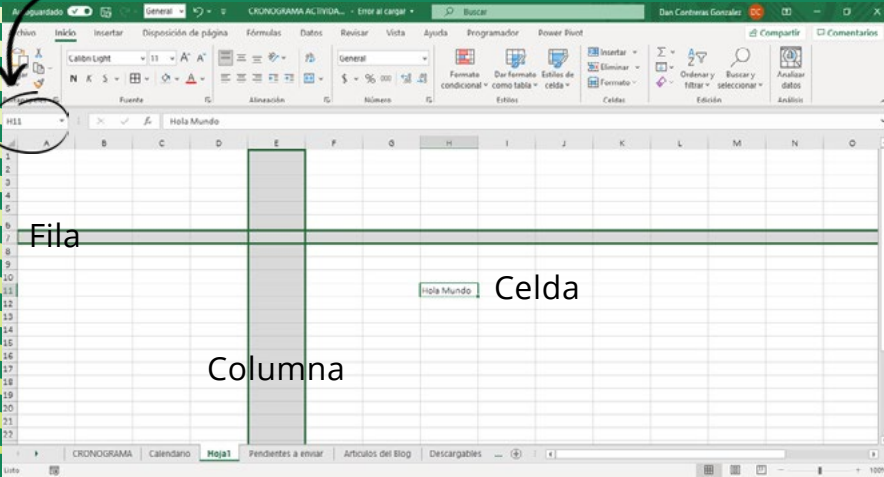 guardado General CRONOGRAMA ACTIVIDA... - Error al cargar Buscar Dan Contreras Gonzalez DC
Inicio Insertar Disposición de página Fórmulas Datos Revisar Vista Ayuda Programador Power Pivot Compartir Comentarios
Calibri Light 11 A A General Formato condicional Dar formato como tabla Estilos de celda Insertar Eliminar Formato Ordenar y filtrar Buscar y seleccionar Analizar datos
N K S $ % 000
Fuente Alineación Número Estilos Celdas Edición Análisis
H11 fx Hola Mundo
A B C D E F G H I J K L M N O
1
2
3
4
5
6
Fila
7
8
9
10
11 Hola Mundo Celda
12
13
14
15
16
17 Columna
18
19
20
21
22
CRONOGRAMA Calendario Hoja1 Pendientes a enviar Articulos del Blog Descargables ...
Listo 100%